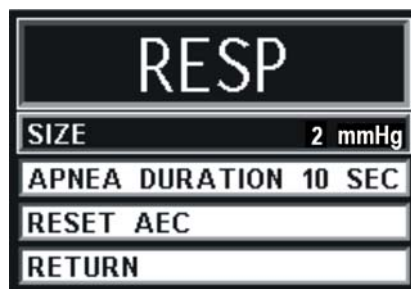 RESP
SIZE 2 mmHg
APNEA DURATION 10 SEC
RESET AEC
RETURN